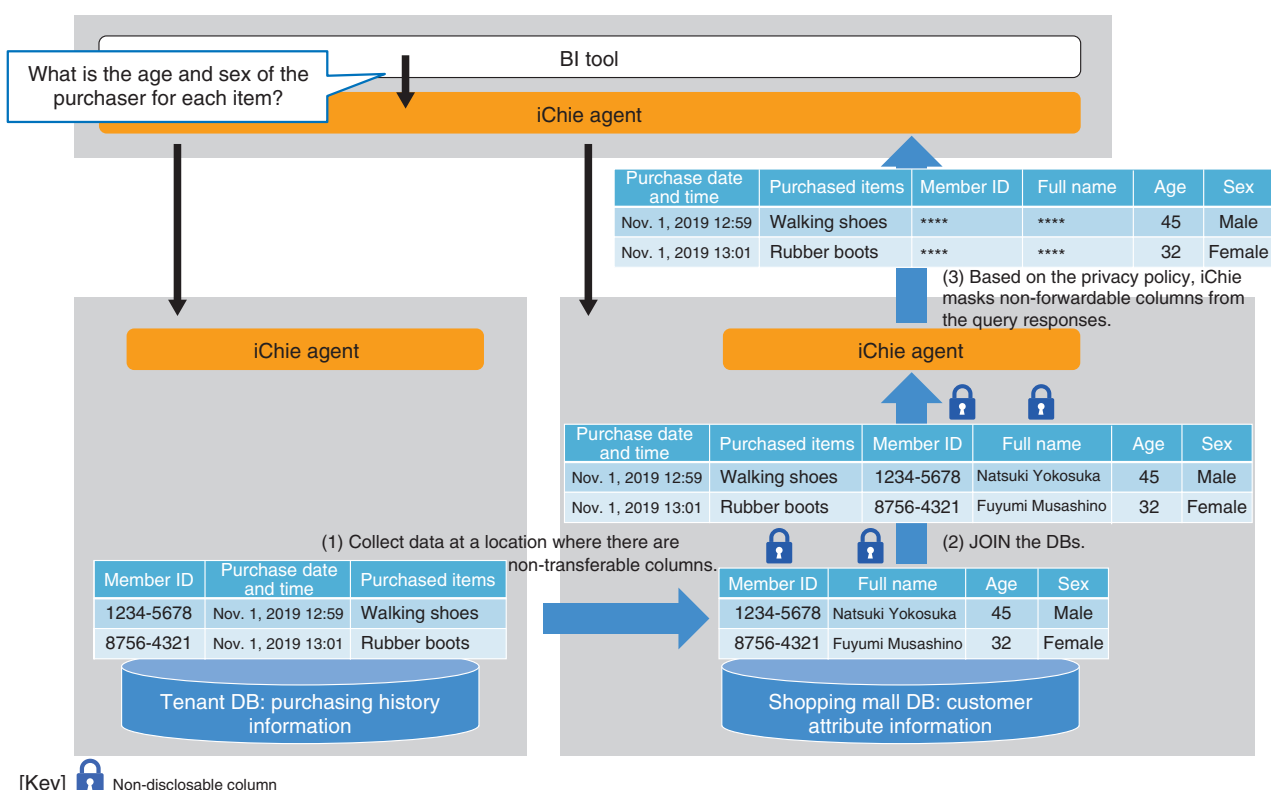 BI tool
What is the age and sex of the
purchaser for each item?
iChie agent
Purchase date and time Purchased items Member ID Full name Age Sex
Nov. 1, 2019 12:59 Walking shoes **** **** 45 Male
Nov. 1, 2019 13:01 Rubber boots **** **** 32 Female
(3) Based on the privacy policy, iChie
masks non-forwardable columns from
the query responses.
iChie agent
iChie agent
Purchase date and time Purchased items Member ID Full name Age Sex
Nov. 1, 2019 12:59 Walking shoes 1234-5678 Natsuki Yokosuka 45 Male
Nov. 1, 2019 13:01 Rubber boots 8756-4321 Fuyumi Musashino 32 Female
(1) Collect data at a location where there are
non-transferable columns.
(2) JOIN the DBs.
Member ID Purchase date and time Purchased items
1234-5678 Nov. 1, 2019 12:59 Walking shoes
8756-4321 Nov. 1, 2019 13:01 Rubber boots
Member ID Full name Age Sex
1234-5678 Natsuki Yokosuka 45 Male
8756-4321 Fuyumi Musashino 32 Female
Tenant DB: purchasing history
information
Shopping mall DB: customer
attribute information
[Key] Non-disclosable column